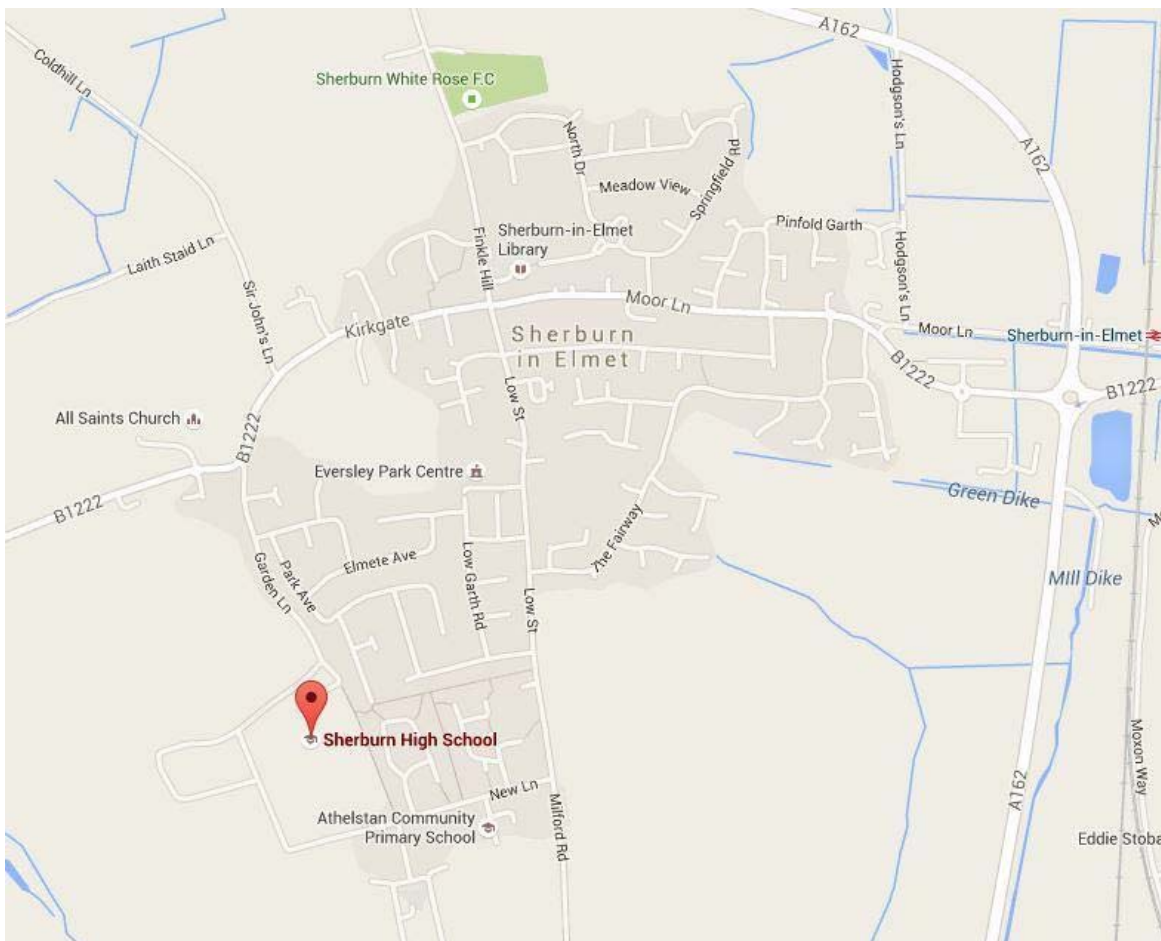 A162
Coldhill Ln
Sherburn White Rose F.C
Hodgson's Ln
North Dr
A162
Springfield Rd
Meadow View
Pinfold Garth
Finkle Hill
Sherburn-in-Elmet
Library
Laith Staid Ln
Hodgson's Ln
Sir John's Ln
Moor Ln
Kirkgate
Moor Ln
Sherburn-in-Elmet
Sherburn
in Elmet
B1222
B1222
Low St
All Saints Church
B1222
Eversley Park Centre
Green Dike
B1222
The Fairway
Elmete Ave
Park Ave
Garden Ln
Low Garth Rd
Low St
MIll Dike
Sherburn High School
Moxon Way
New Ln
A162
Milford Rd
Athelstan Community
Primary School
Eddie Stoba